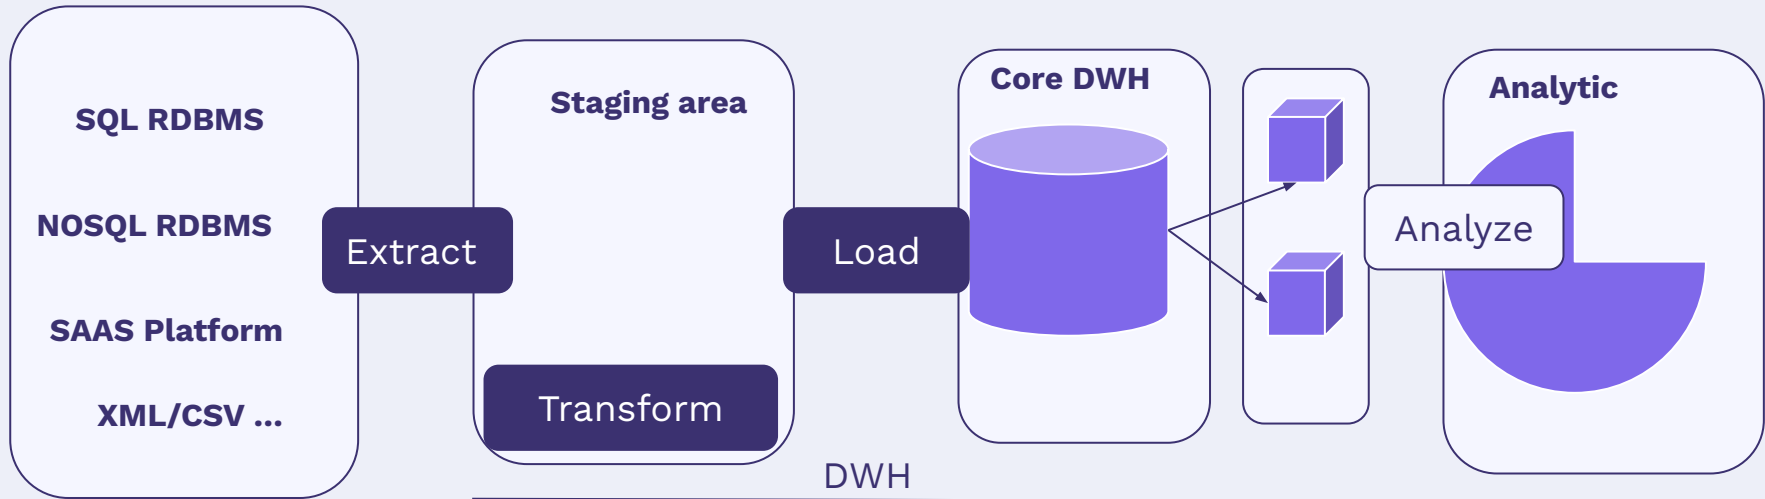 SQL RDBMS
NOSQL RDBMS
SAAS Platform
XML/CSV ...
Extract
Staging area
Transform
Load
Core DWH
Analyze
Analytic
DWH